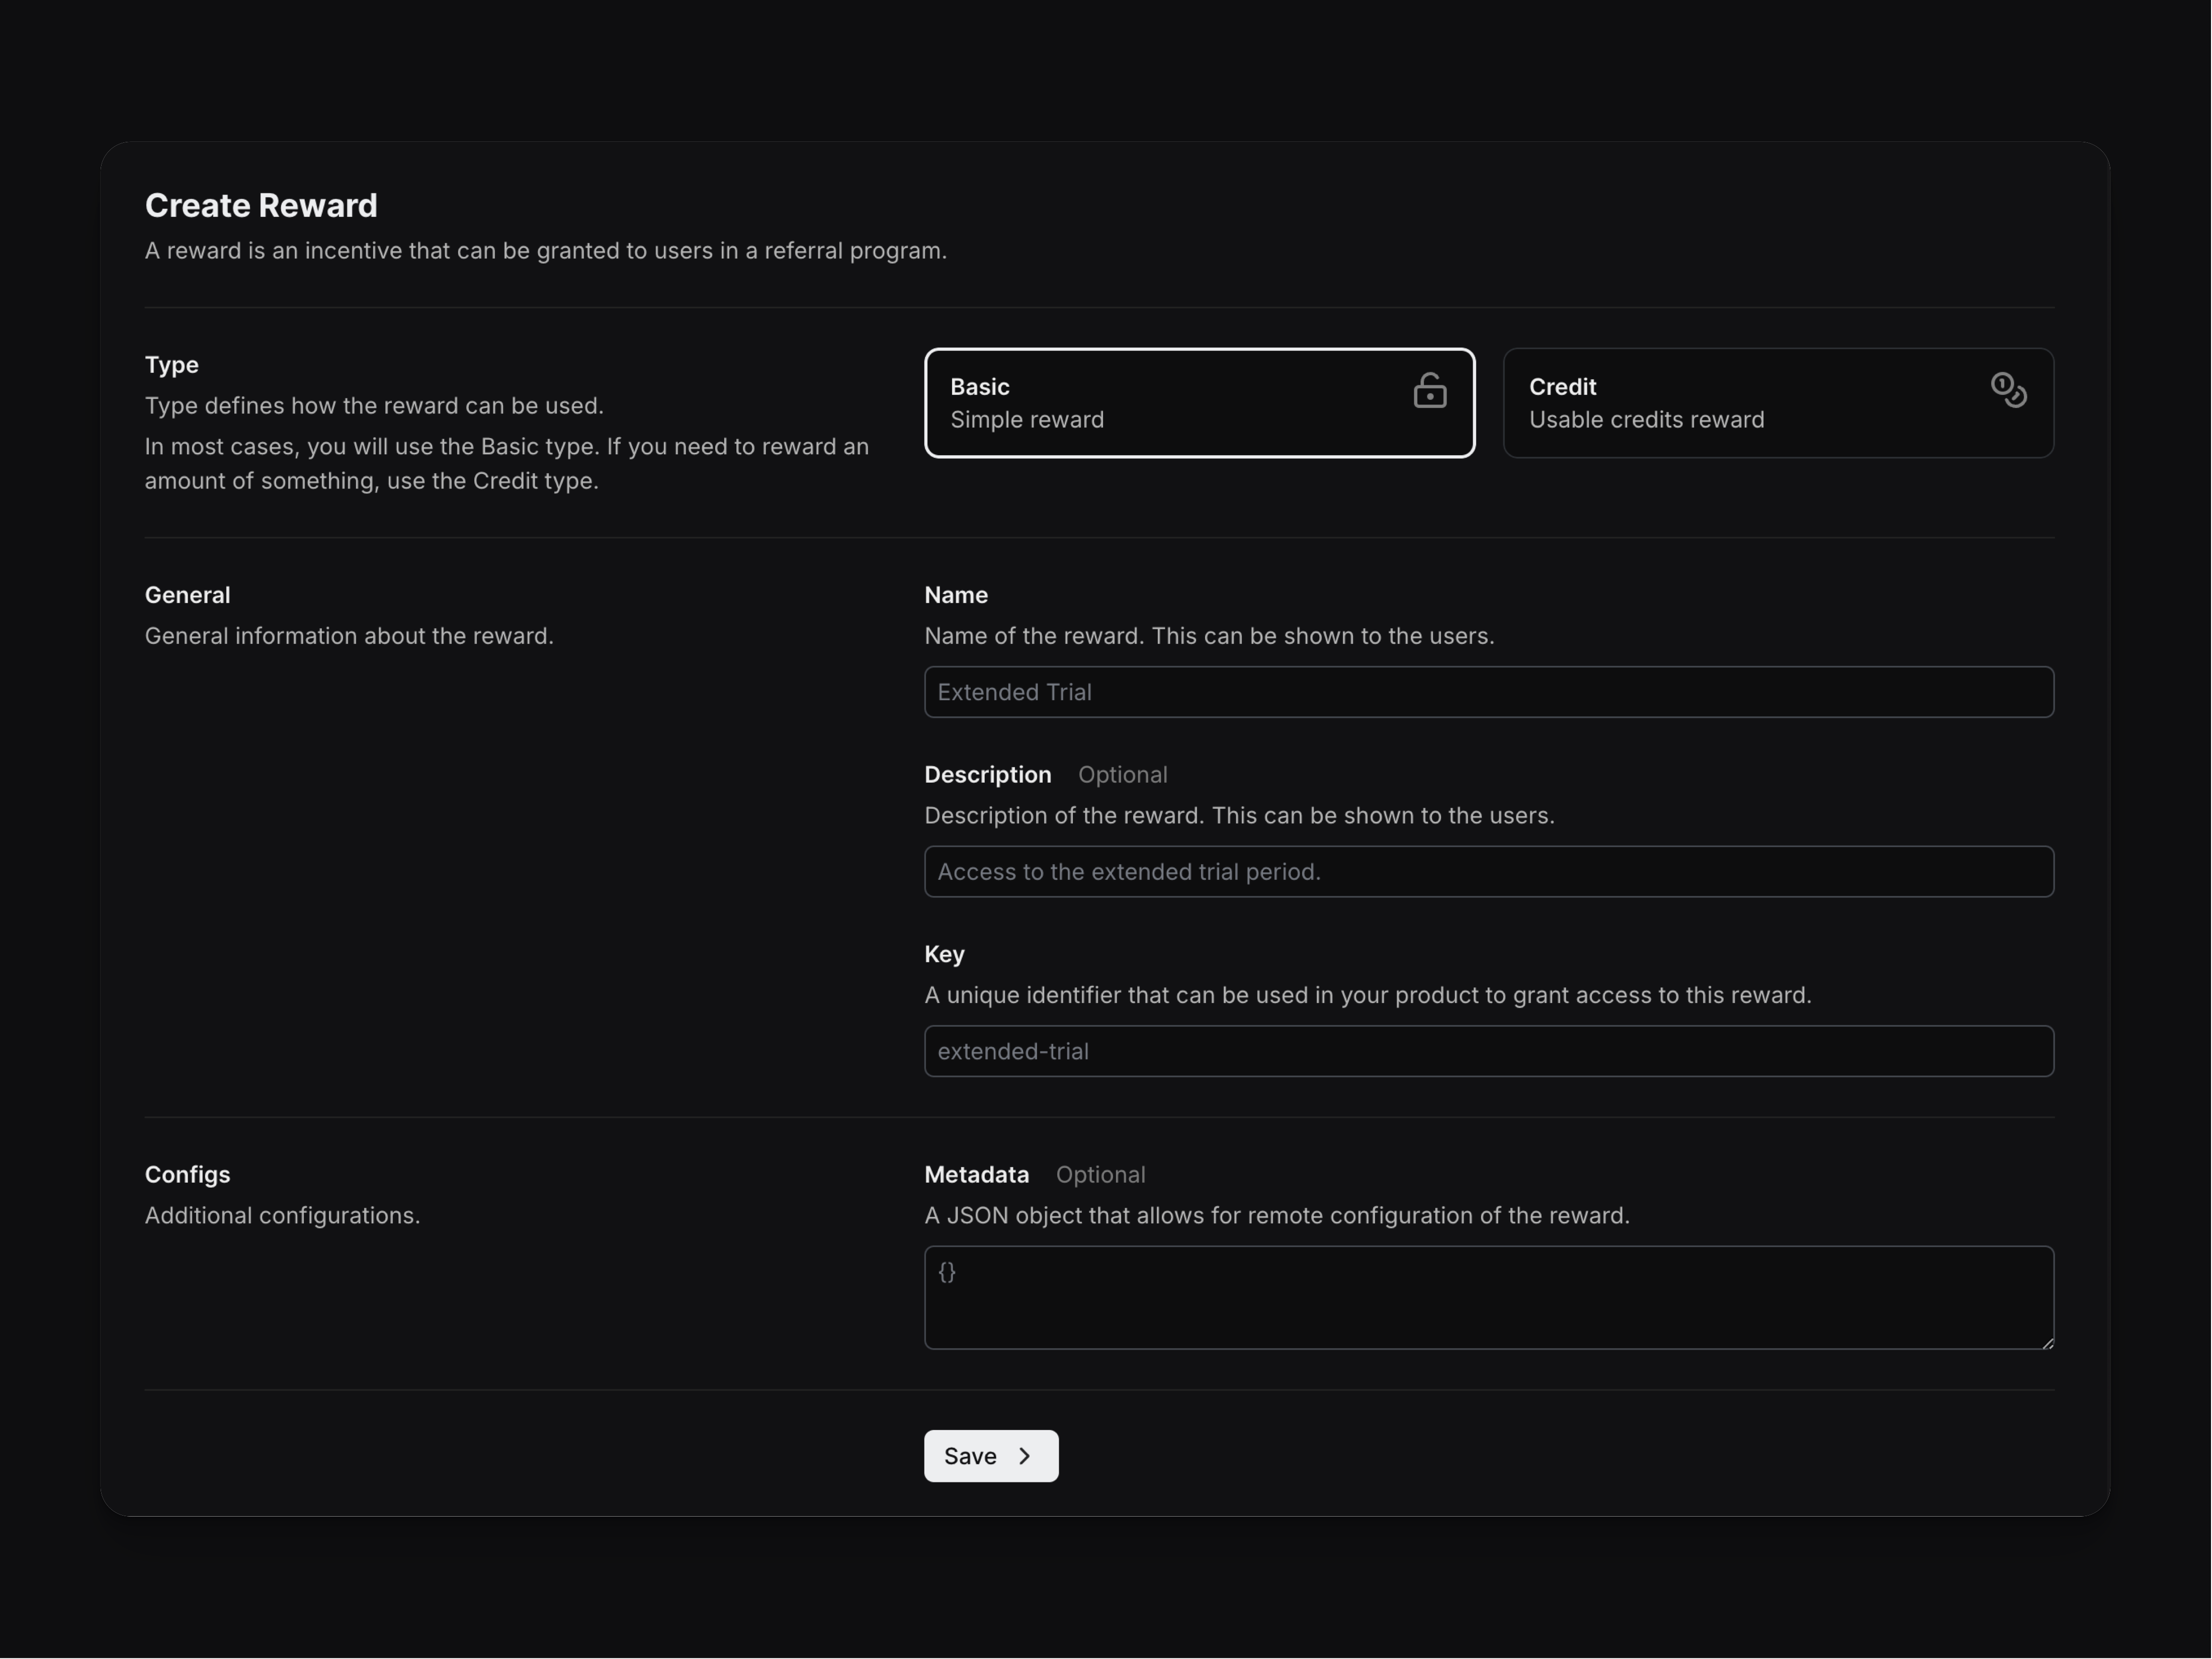 Create Reward
A reward is an incentive that can be granted to users in a referral program.
Type
Type defines how the reward can be used.
In most cases, you will use the Basic type. If you need to reward an
amount of something, use the Credit type.
Basic
Simple reward
Credit
Usable credits reward
General
General information about the reward.
Name
Name of the reward. This can be shown to the users.
Extended Trial
Description Optional
Description of the reward. This can be shown to the users.
Access to the extended trial period.
Key
A unique identifier that can be used in your product to grant access to this reward.
extended-trial
Configs
Additional configurations.
Metadata Optional
A JSON object that allows for remote configuration of the reward.
{}
Save